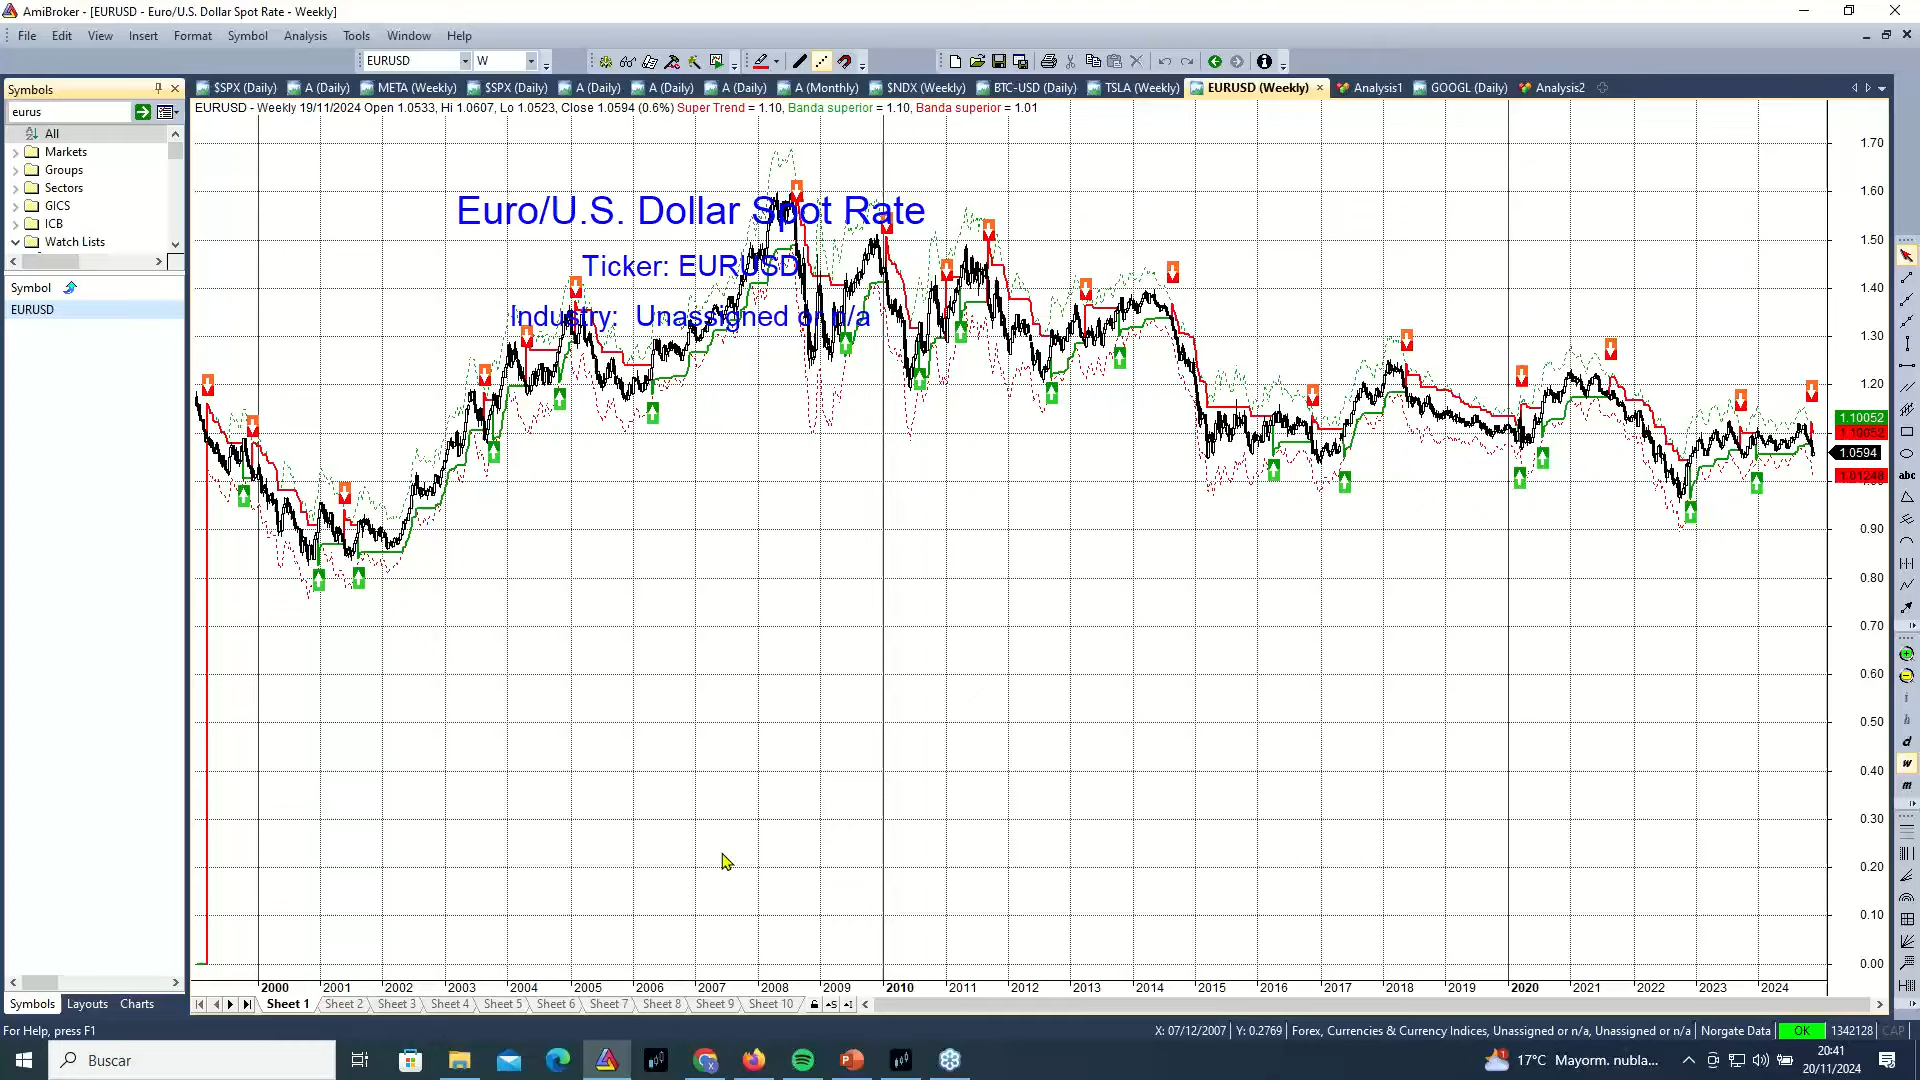 AmiBroker - [EURUSD - Euro/U.S. Dollar Spot Rate - Weekly]
File Edit View Insert Format Symbol Analysis Tools Window Help
EURUSD W
Symbols
$SPX (Daily) A (Daily) META (Weekly) $SPX (Daily) A (Daily) A (Daily) A (Daily) A (Monthly) $NDX (Weekly) BTC-USD (Daily) TSLA (Weekly) EURUSD (Weekly) Analysis1 GOOGL (Daily) Analysis2
eurus
EURUSD - Weekly 19/11/2024 Open 1.0533, Hi 1.0607, Lo 1.0523, Close 1.0594 (0.6%) Super Trend = 1.10, Banda superior = 1.10, Banda superior = 1.01
All
Markets
Groups
Sectors
GICS
ICB
Watch Lists
Symbol
EURUSD
Euro/U.S. Dollar Spot Rate
Ticker: EURUSD
Industry: Unassigned or n/a
1.70
1.60
1.50
1.40
1.30
1.20
1.10052
1.10052
1.0594
1.01248
1.00
0.90
0.80
0.70
0.60
0.50
0.40
0.30
0.20
0.10
0.00
abc
i
h
d
w
m
2000 2001 2002 2003 2004 2005 2006 2007 2008 2009 2010 2011 2012 2013 2014 2015 2016 2017 2018 2019 2020 2021 2022 2023 2024
Symbols Layouts Charts
Sheet 1 Sheet 2 Sheet 3 Sheet 4 Sheet 5 Sheet 6 Sheet 7 Sheet 8 Sheet 9 Sheet 10
For Help, press F1
X: 07/12/2007 Y: 0.2769 Forex, Currencies & Currency Indices, Unassigned or n/a, Unassigned or n/a Norgate Data OK 1342128 CAP
Buscar
17°C Mayorm. nubla...
20:41
20/11/2024